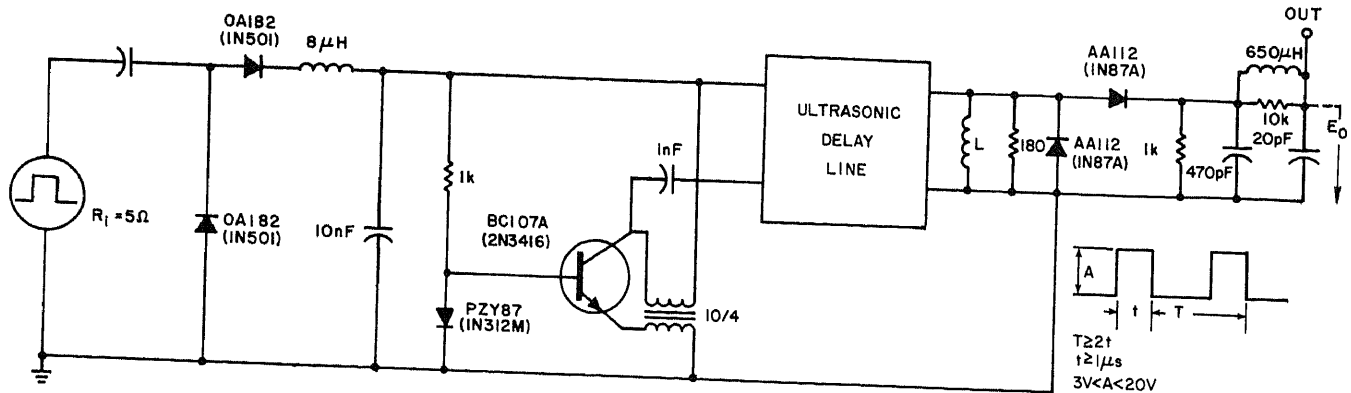 OA182
(1N501)
8μH
R₁ =5Ω
OA182
(1N501)
10nF
1k
PZY87
(1N312M)
BC107A
(2N3416)
1nF
10/4
ULTRASONIC
DELAY
LINE
L
180
AA112
(1N87A)
AA112
(1N87A)
1k
470pF
OUT
650μH
10k
20pF
E₀
A
t
T
T≥2t
t≥1μs
3V<A<20V